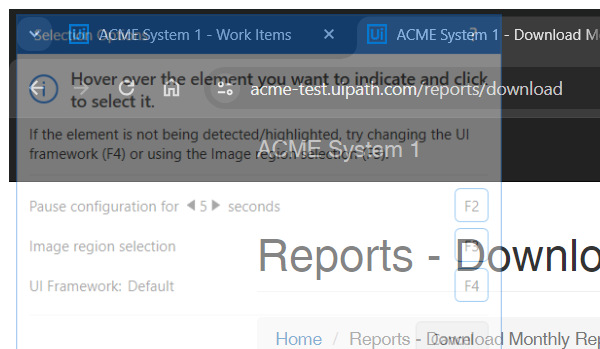 Selection Options ?
ACME System 1 - Work Items
ACME System 1 - Download M
Hover over the element you want to indicate and click
to select it.
acme-test.uipath.com/reports/download
If the element is not being detected/highlighted, try changing the UI
framework (F4) or using the Image region selection (F3).
ACME System 1
Pause configuration for 5 seconds F2
Image region selection F3
UI Framework: Default F4
Reports - Downlo
Cancel
Home / Reports - Download Monthly Rep